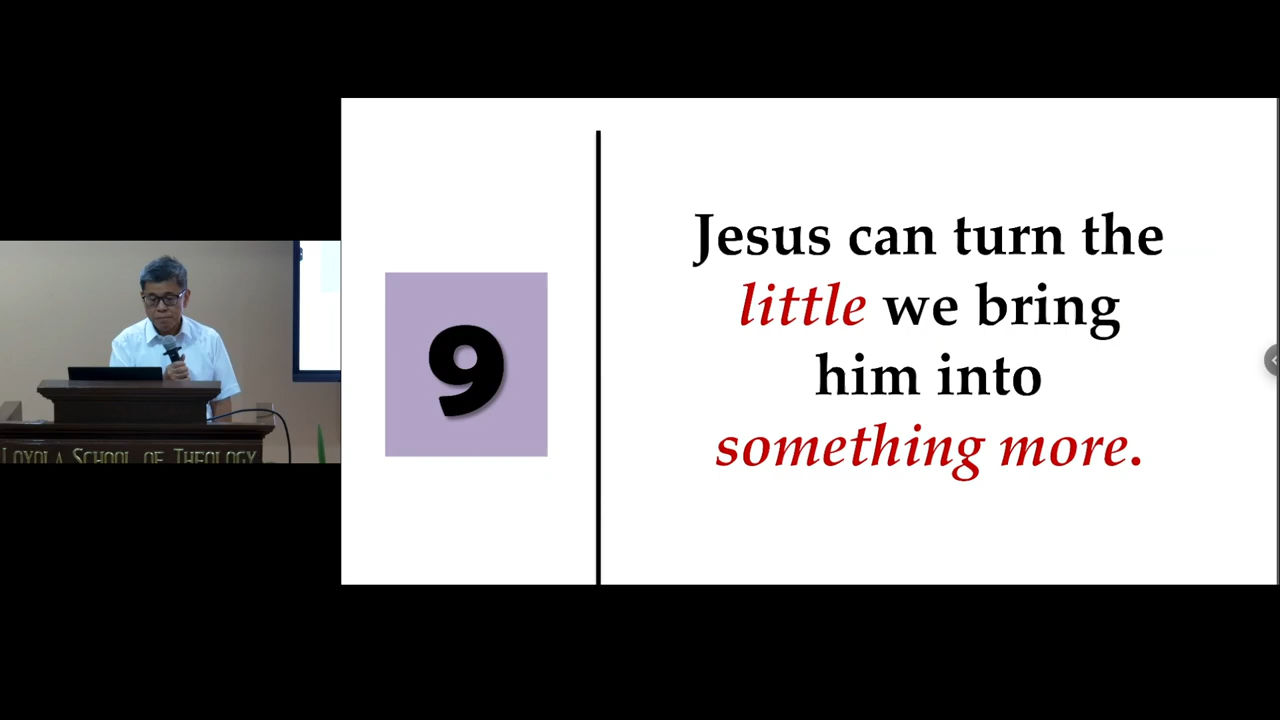 9
Jesus can turn the
little we bring
him into
something more.
LOYOLA SCHOOL OF THEOLOGY